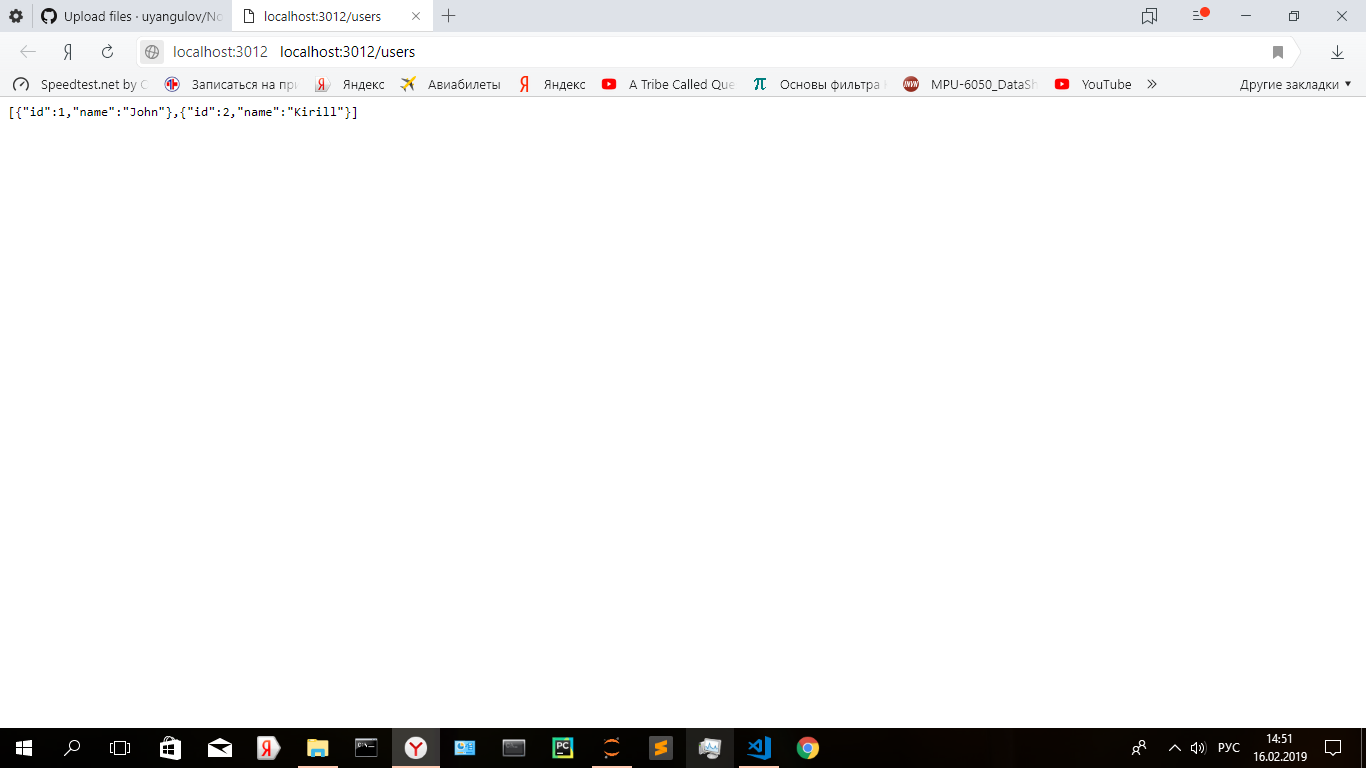 Upload files · uyangulov/No
localhost:3012/users
Я localhost:3012 localhost:3012/users
Speedtest.net by C Записаться на при Яндекс Авиабилеты Я Яндекс A Tribe Called Que π Основы фильтра MPU-6050_DataSh YouTube » Другие закладки
[{"id":1,"name":"John"},{"id":2,"name":"Kirill"}]
РУС
14:51
16.02.2019